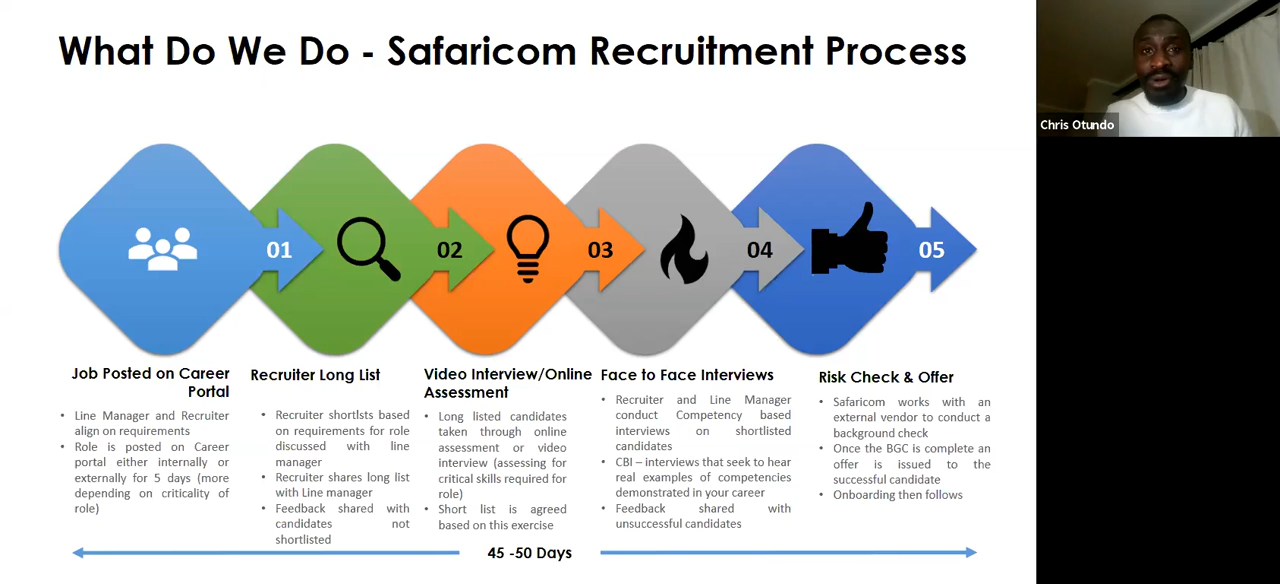 What Do We Do - Safaricom Recruitment Process
Chris Otundo
01
02
03
04
05
Job Posted on Career
Portal
• Line Manager and Recruiter
align on requirements
• Role is posted on Career
portal either internally or
externally for 5 days (more
depending on criticality of
role)
Recruiter Long List
• Recruiter shortlsts based
on requirements for role
discussed with line
manager
• Recruiter shares long list
with Line manager
• Feedback shared with
candidates not
shortlisted
Video Interview/Online
Assessment
• Long listed candidates
taken through online
assessment or video
interview (assessing for
critical skills required for
role)
• Short list is agreed
based on this exercise
Face to Face Interviews
• Recruiter and Line Manager
conduct Competency based
interviews on shortlisted
candidates
• CBI – interviews that seek to hear
real examples of competencies
demonstrated in your career
• Feedback shared with
unsuccessful candidates
Risk Check & Offer
• Safaricom works with an
external vendor to conduct a
background check
• Once the BGC is complete an
offer is issued to the
successful candidate
• Onboarding then follows
45 -50 Days